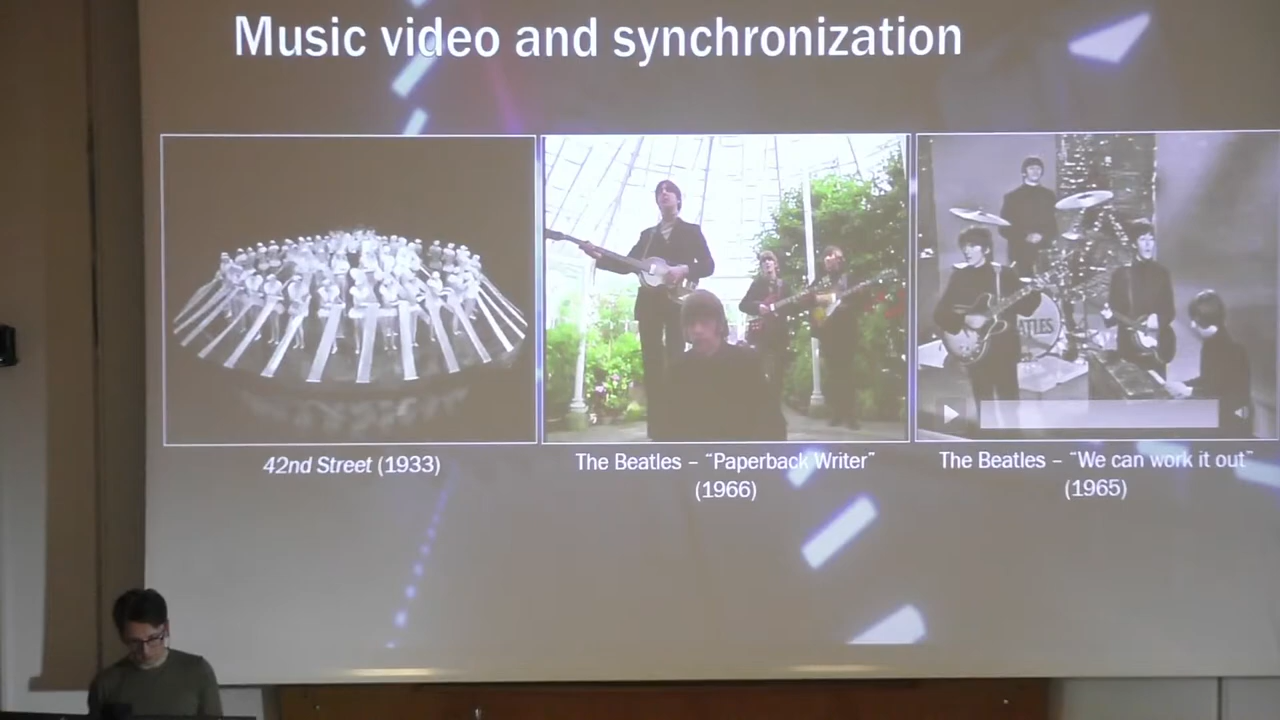 Music video and synchronization
ATLES
42nd Street (1933)
The Beatles – “Paperback Writer”
(1966)
The Beatles – “We can work it out”
(1965)